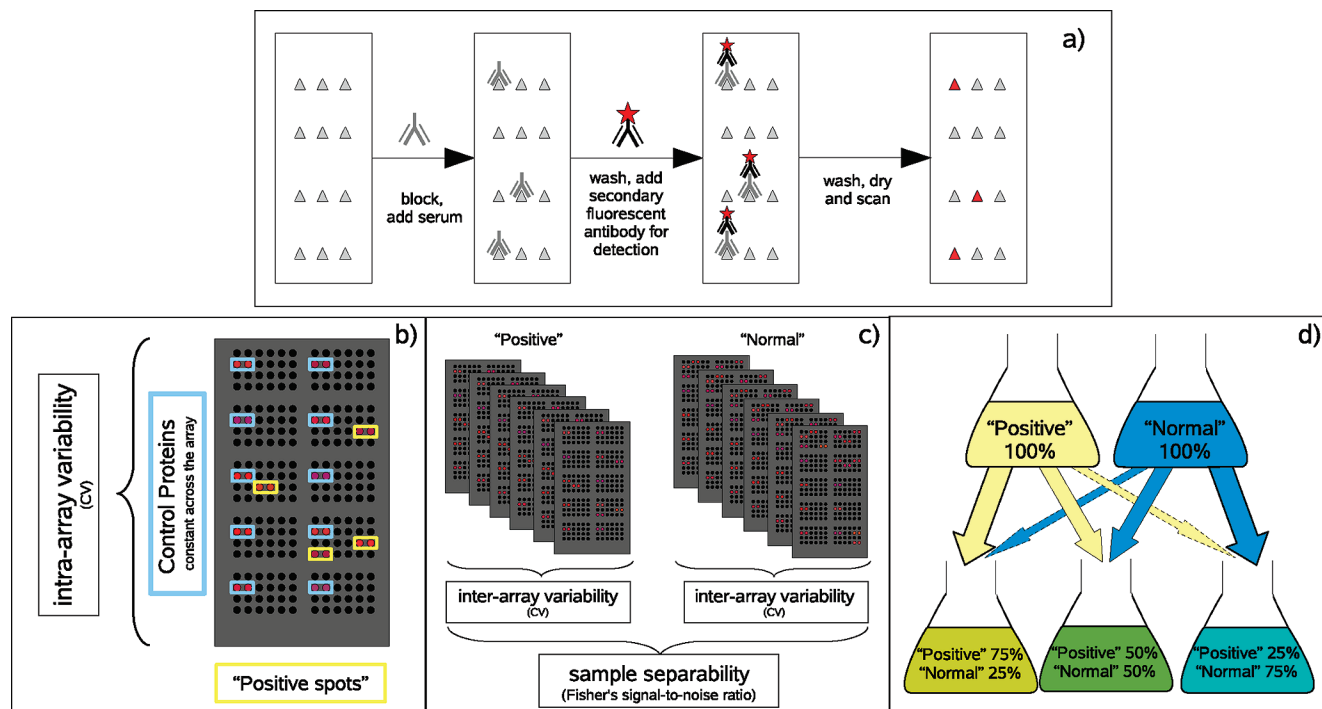 a)
block,
add serum
wash, add
secondary
fluorescent
antibody for
detection
wash, dry
and scan
b)
intra-array variability
(CV)
Control Proteins
constant across the array
“Positive spots"
c)
“Positive”
“Normal”
inter-array variability
(CV)
inter-array variability
(CV)
sample separability
(Fisher's signal-to-noise ratio)
d)
“Positive”
100%
“Normal”
100%
“Positive” 75%
“Normal” 25%
“Positive” 50%
“Normal” 50%
“Positive” 25%
“Normal” 75%